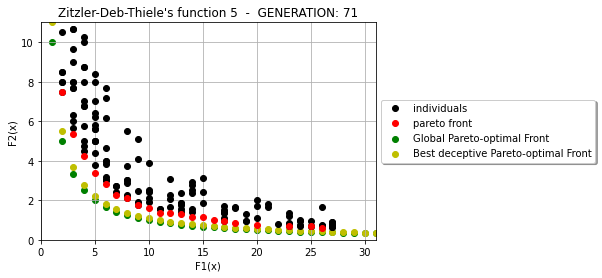 Zitzler-Deb-Thiele's function 5 - GENERATION: 71
10
8
6
4
2
0
F2(x)
0 5 10 15 20 25 30
F1(x)
individuals
pareto front
Global Pareto-optimal Front
Best deceptive Pareto-optimal Front